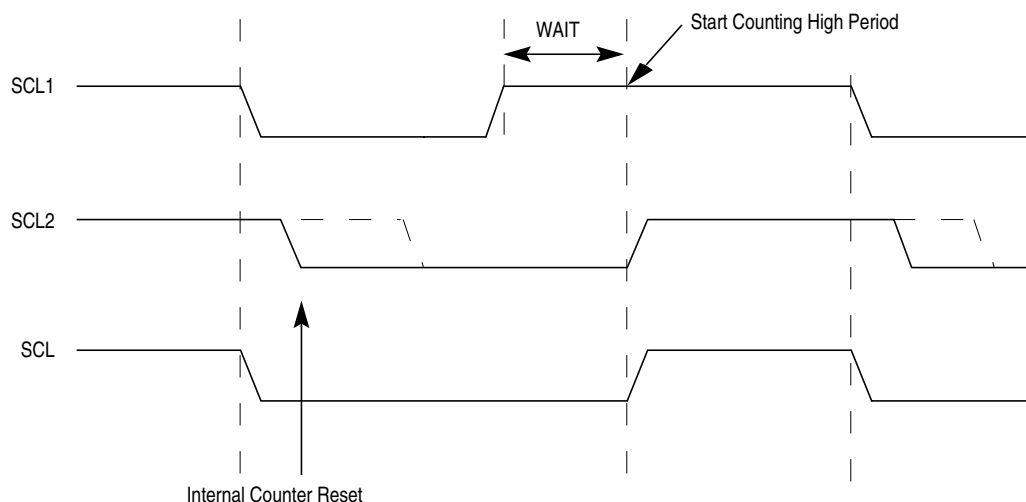 Start Counting High Period
WAIT
SCL1
SCL2
SCL
Internal Counter Reset